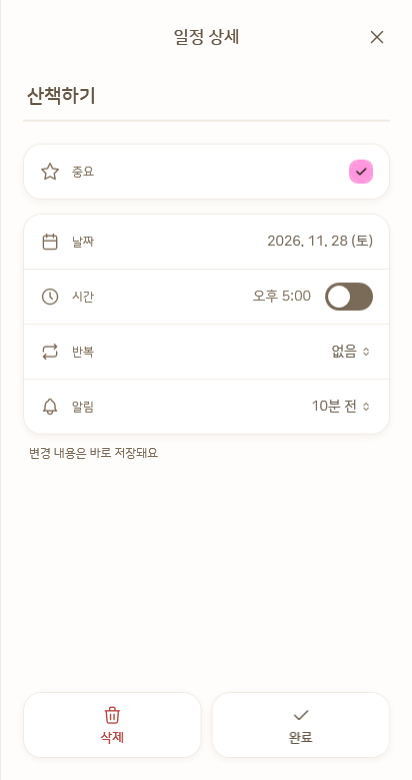 일정 상세
산책하기
중요
날짜 2026. 11. 28 (토)
시간 오후 5:00
반복 없음
알림 10분 전
변경 내용은 바로 저장돼요
삭제 완료